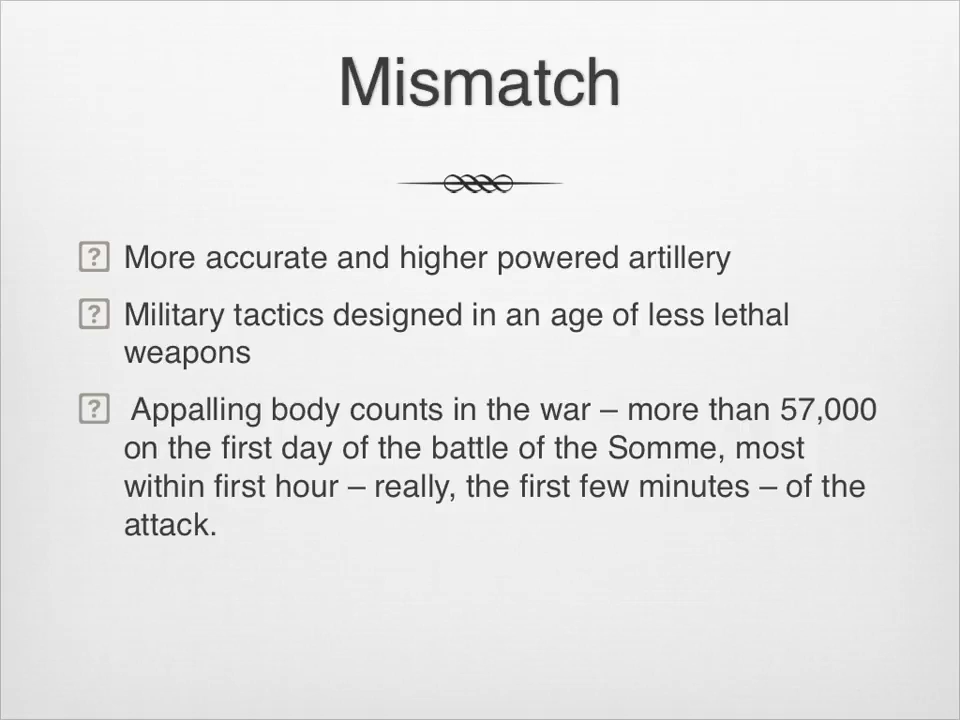 Mismatch
? More accurate and higher powered artillery
? Military tactics designed in an age of less lethal
weapons
? Appalling body counts in the war – more than 57,000
on the first day of the battle of the Somme, most
within first hour – really, the first few minutes – of the
attack.